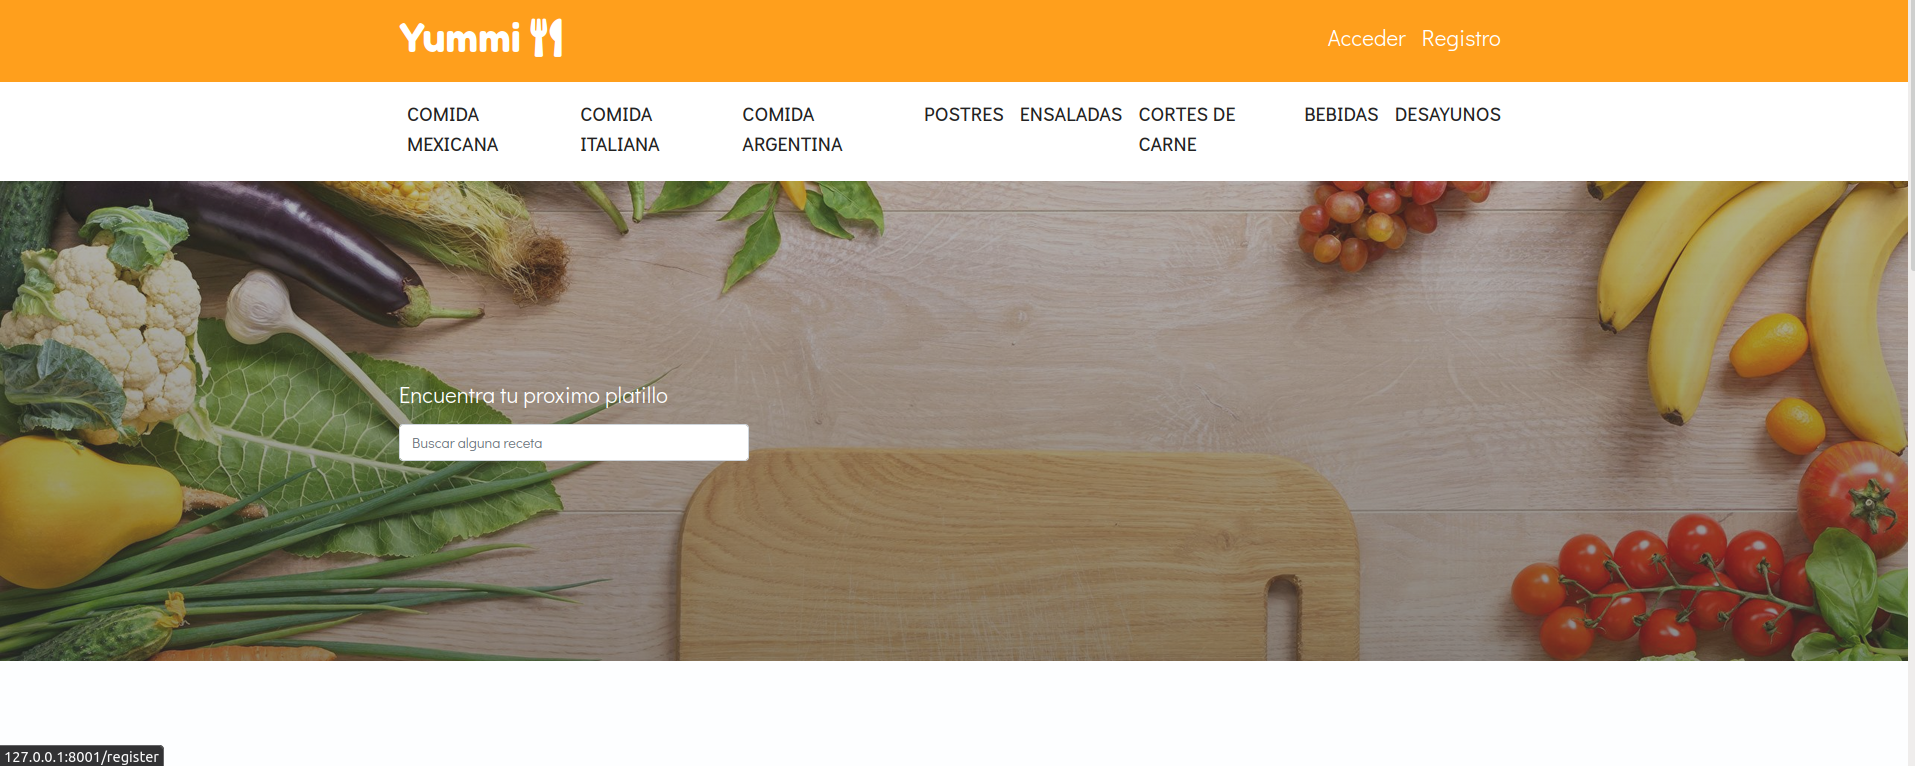 Yummi
Acceder Registro
COMIDA MEXICANA
COMIDA ITALIANA
COMIDA ARGENTINA
POSTRES
ENSALADAS
CORTES DE CARNE
BEBIDAS
DESAYUNOS
Encuentra tu proximo platillo
Buscar alguna receta
127.0.0.1:8001/register